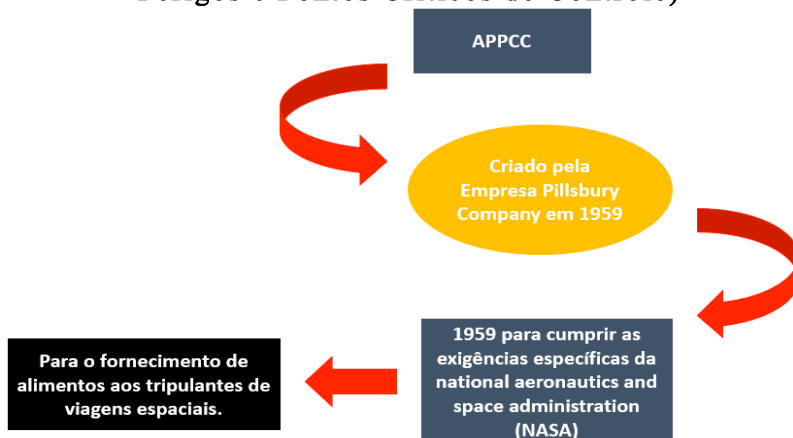 APPCC
Criado pela
Empresa Pillsbury
Company em 1959
1959 para cumprir as
exigências específicas da
national aeronautics and
space administration
(NASA)
Para o fornecimento de
alimentos aos tripulantes de
viagens espaciais.